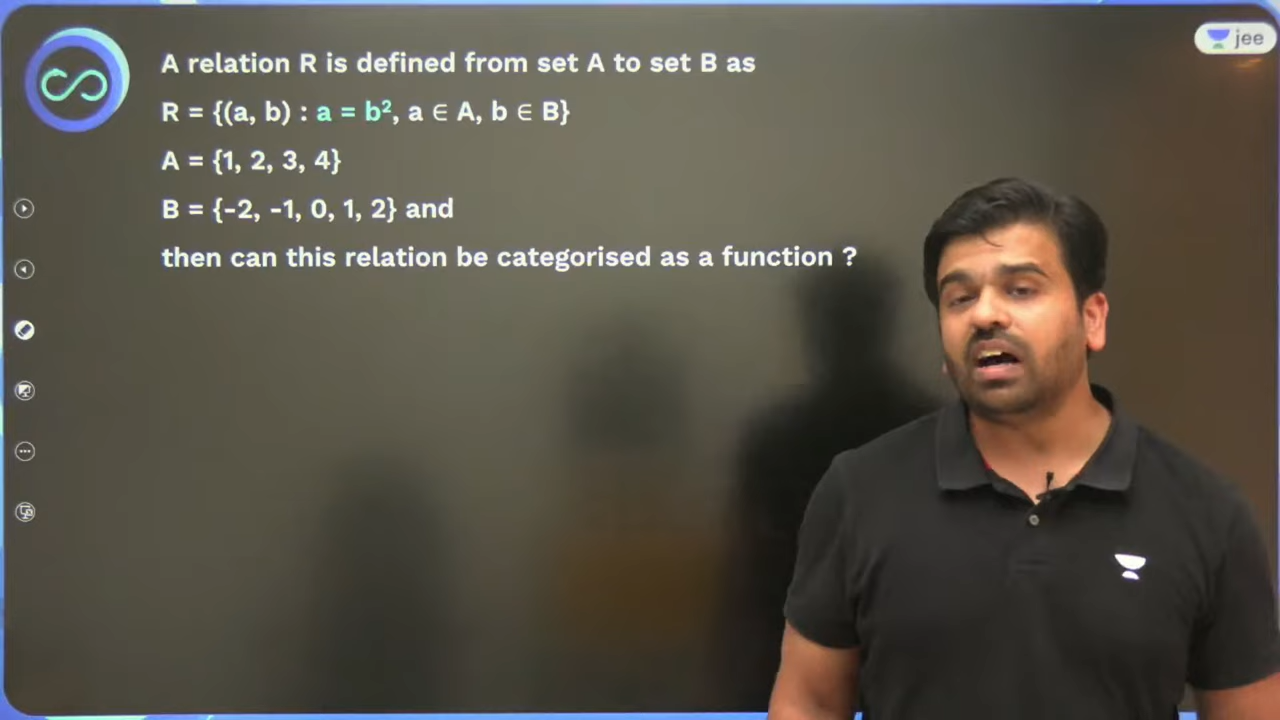 A relation R is defined from set A to set B as
R = {(a, b) : a = b², a ∈ A, b ∈ B}
A = {1, 2, 3, 4}
B = {-2, -1, 0, 1, 2} and
then can this relation be categorised as a function ?
jee